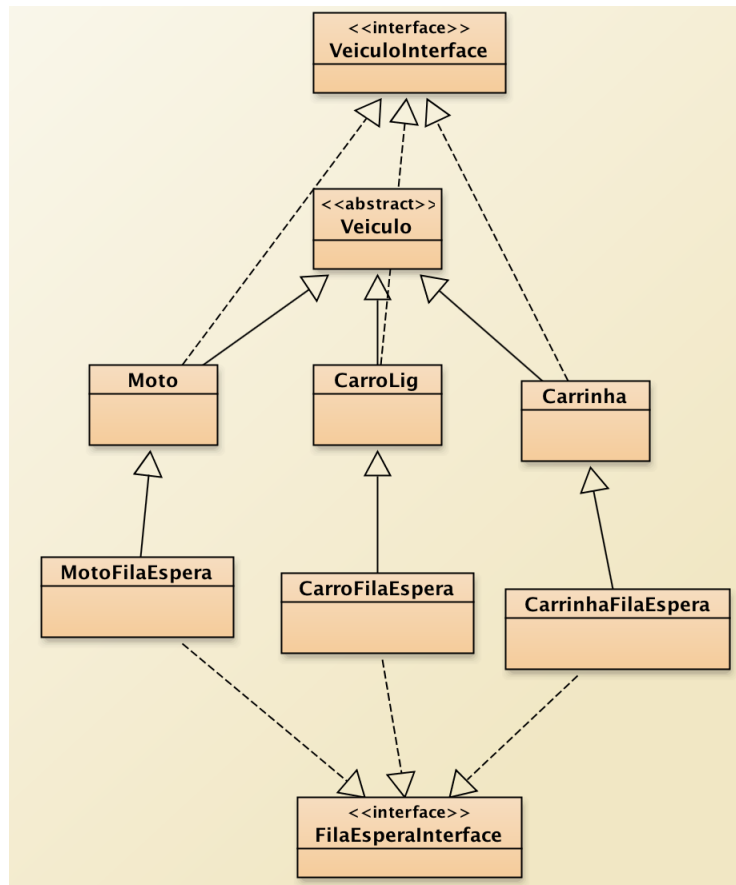 <<interface>>
VeiculoInterface
<<abstract>>
Veiculo
Moto
CarroLig
Carrinha
MotoFilaEspera
CarroFilaEspera
CarrinhaFilaEspera
<<interface>>
FilaEsperaInterface